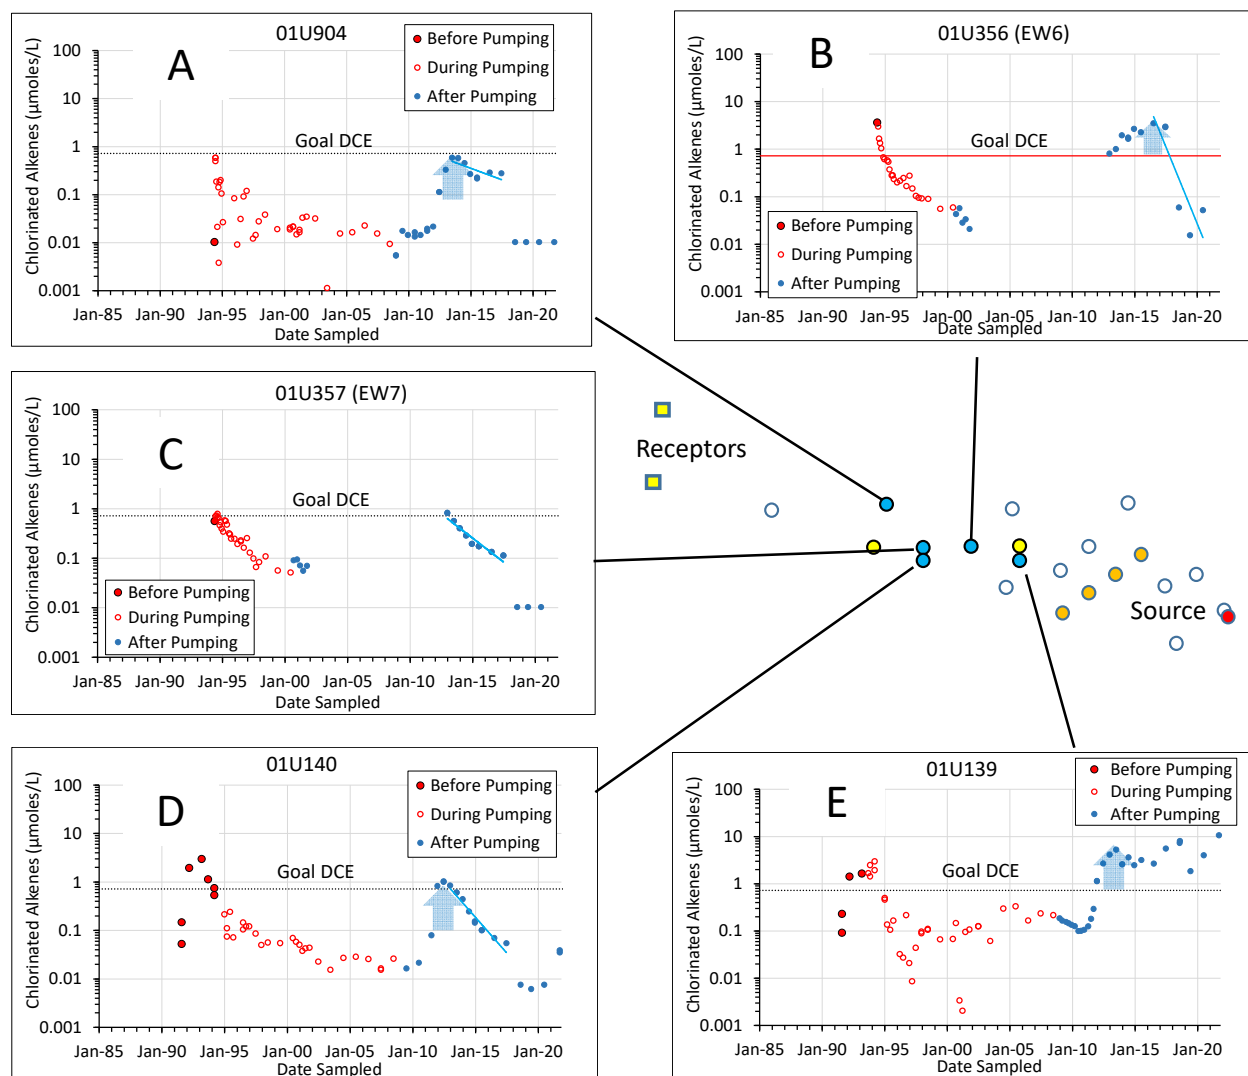 01U904
A
Before Pumping
During Pumping
After Pumping
Goal DCE
Chlorinated Alkenes (µmoles/L)
100
10
1
0.1
0.01
0.001
Jan-85 Jan-90 Jan-95 Jan-00 Jan-05 Jan-10 Jan-15 Jan-20
Date Sampled
01U356 (EW6)
B
Goal DCE
Before Pumping
During Pumping
After Pumping
Chlorinated Alkenes (µmoles/L)
100
10
1
0.1
0.01
0.001
Jan-85 Jan-90 Jan-95 Jan-00 Jan-05 Jan-10 Jan-15 Jan-20
Date Sampled
01U357 (EW7)
C
Goal DCE
Before Pumping
During Pumping
After Pumping
Chlorinated Alkenes (µmoles/L)
100
10
1
0.1
0.01
0.001
Jan-85 Jan-90 Jan-95 Jan-00 Jan-05 Jan-10 Jan-15 Jan-20
Date Sampled
Receptors
Source
01U140
D
Before Pumping
During Pumping
After Pumping
Goal DCE
Chlorinated Alkenes (µmoles/L)
100
10
1
0.1
0.01
0.001
Jan-85 Jan-90 Jan-95 Jan-00 Jan-05 Jan-10 Jan-15 Jan-20
Date Sampled
01U139
E
Before Pumping
During Pumping
After Pumping
Goal DCE
Chlorinated Alkenes (µmoles/L)
100
10
1
0.1
0.01
0.001
Jan-85 Jan-90 Jan-95 Jan-00 Jan-05 Jan-10 Jan-15 Jan-20
Date Sampled